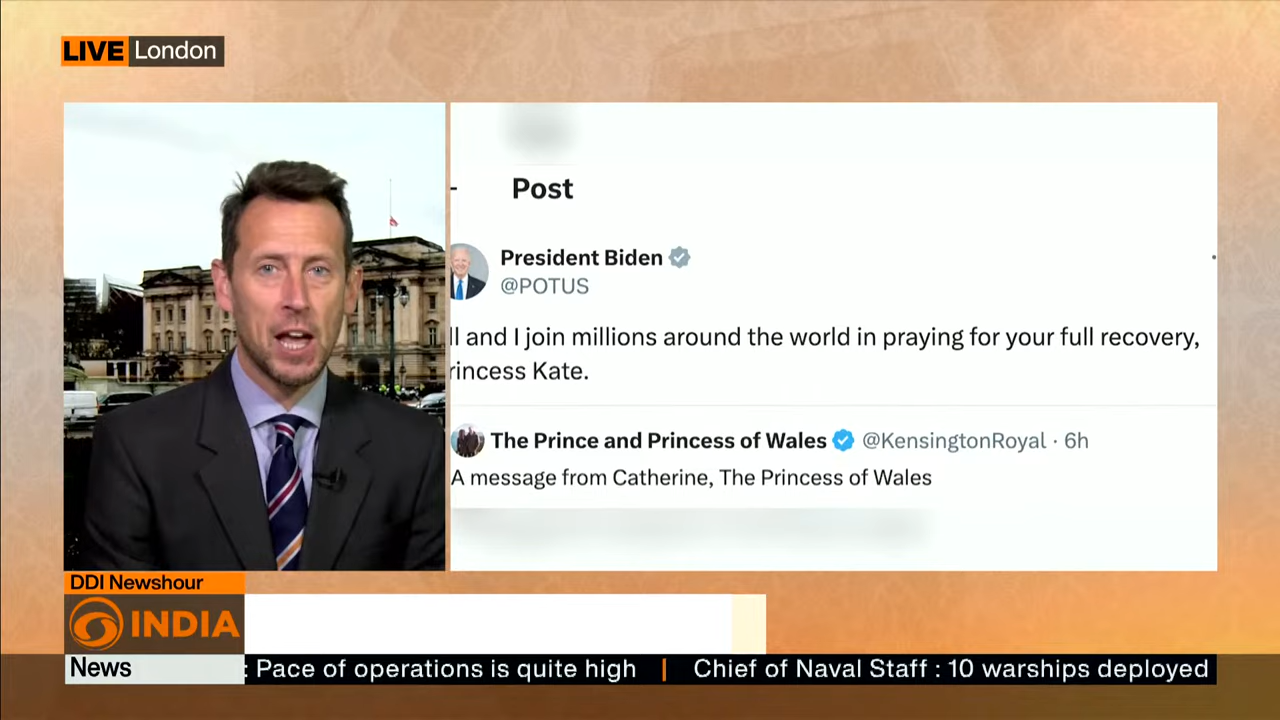 LIVE London
Post
President Biden
@POTUS
ll and I join millions around the world in praying for your full recovery,
rincess Kate.
The Prince and Princess of Wales @KensingtonRoyal · 6h
A message from Catherine, The Princess of Wales
DDI Newshour
INDIA
News
: Pace of operations is quite high | Chief of Naval Staff : 10 warships deployed